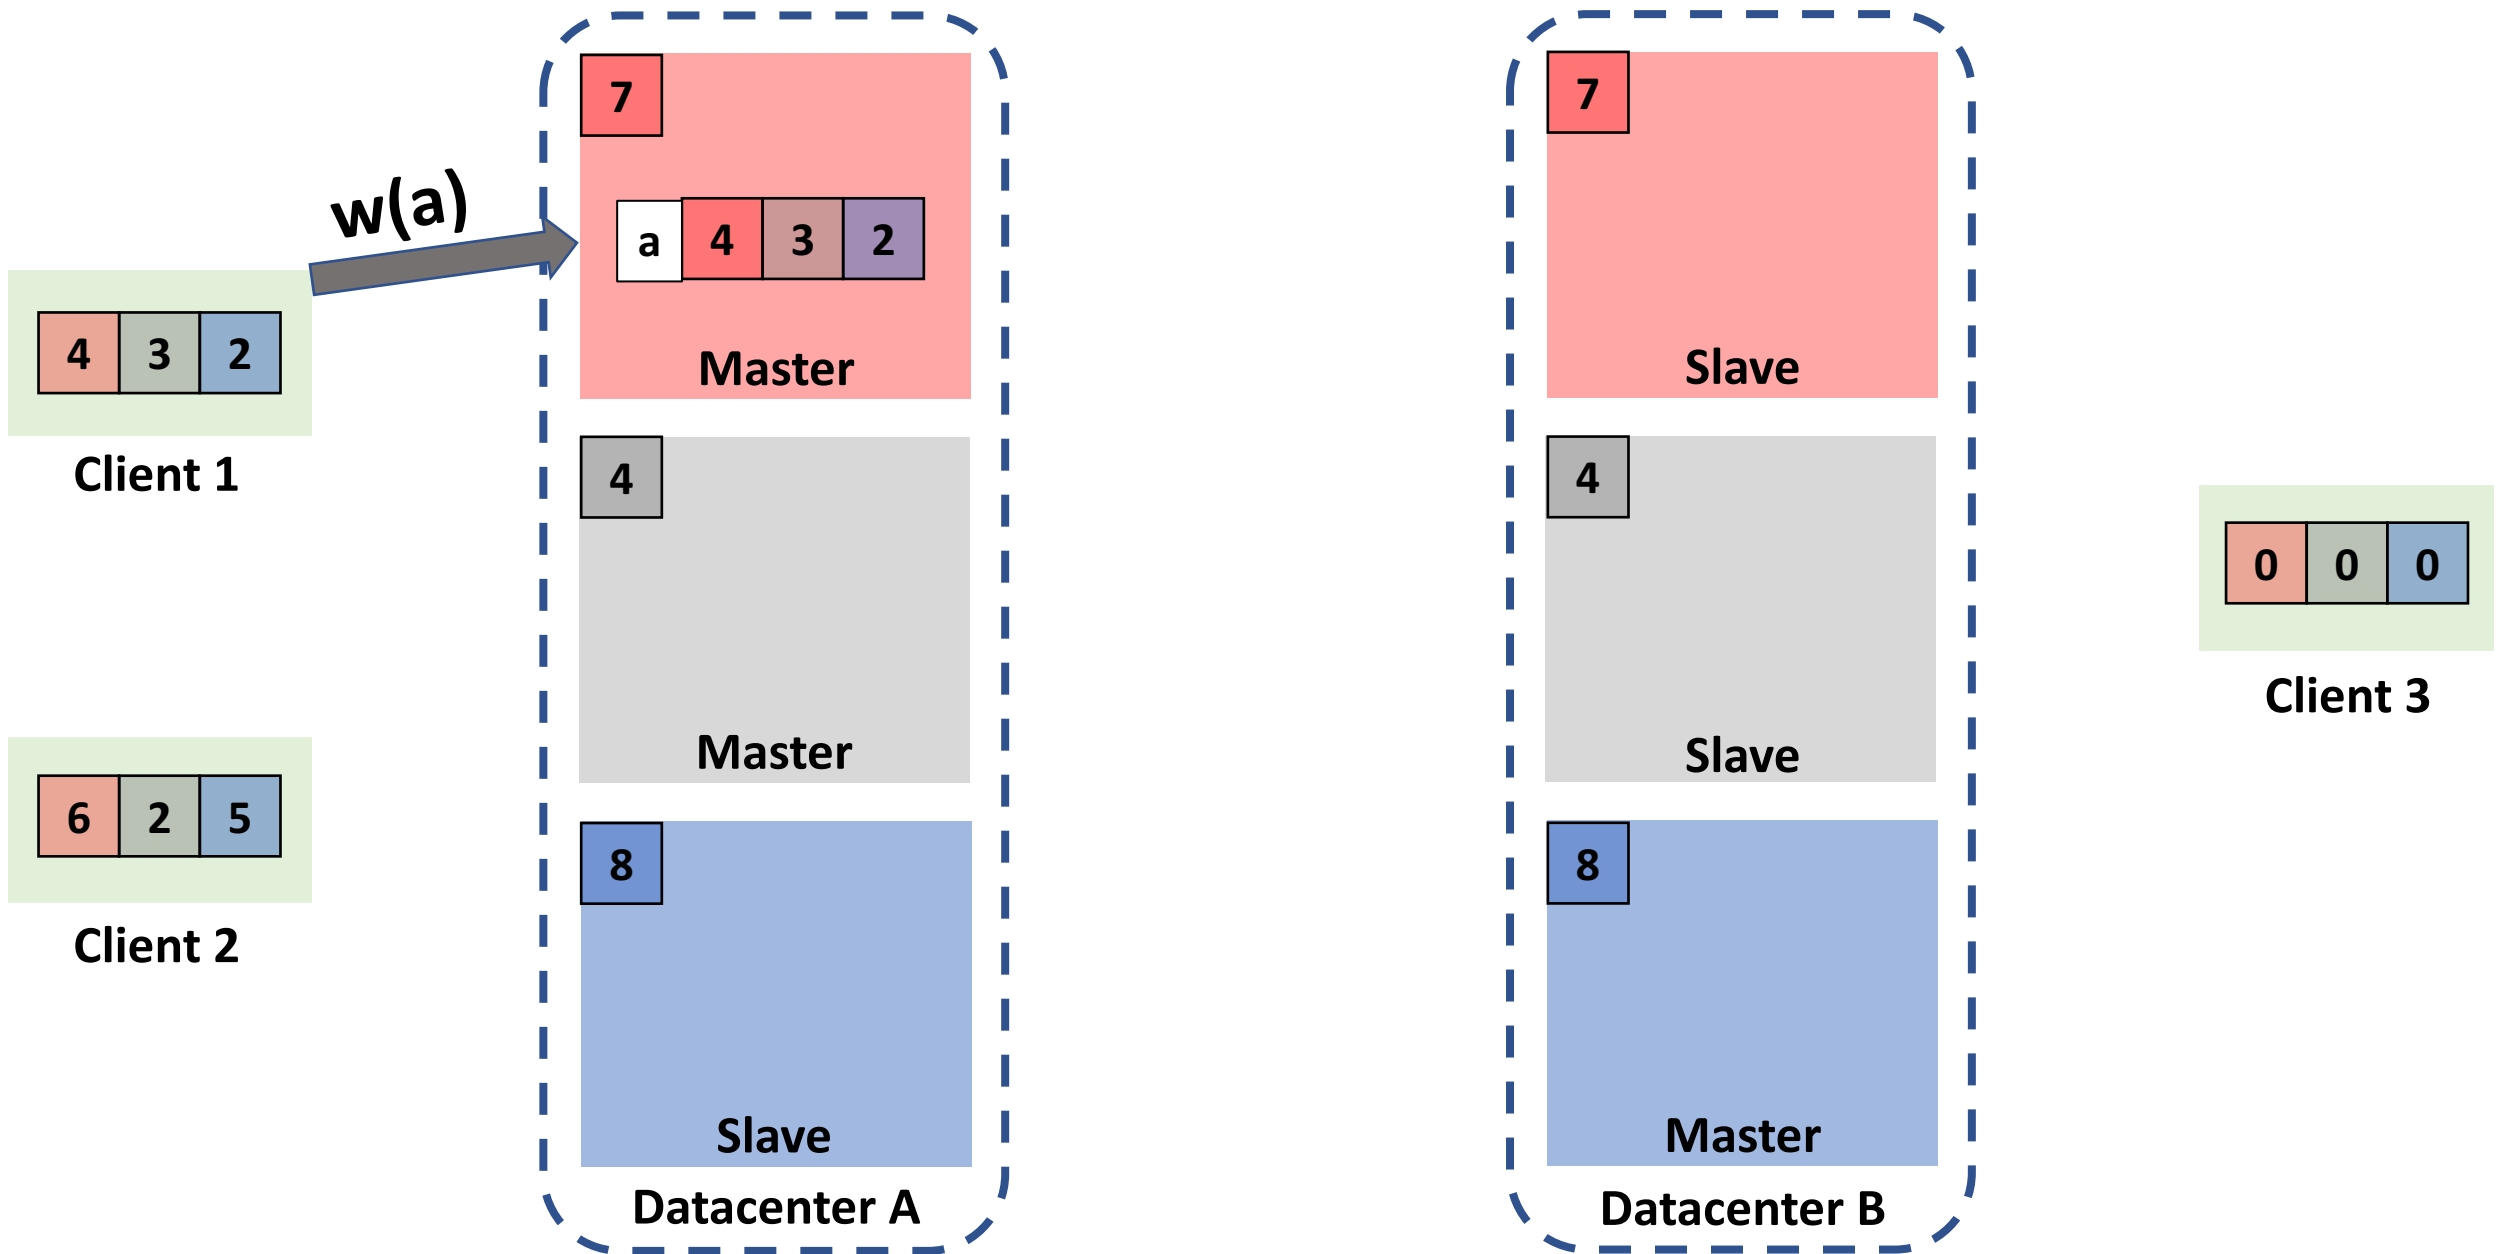 w(a)
4 3 2
Client 1
6 2 5
Client 2
7
a 4 3 2
Master
4
Master
8
Slave
Datacenter A
7
Slave
4
Slave
8
Master
Datacenter B
0 0 0
Client 3